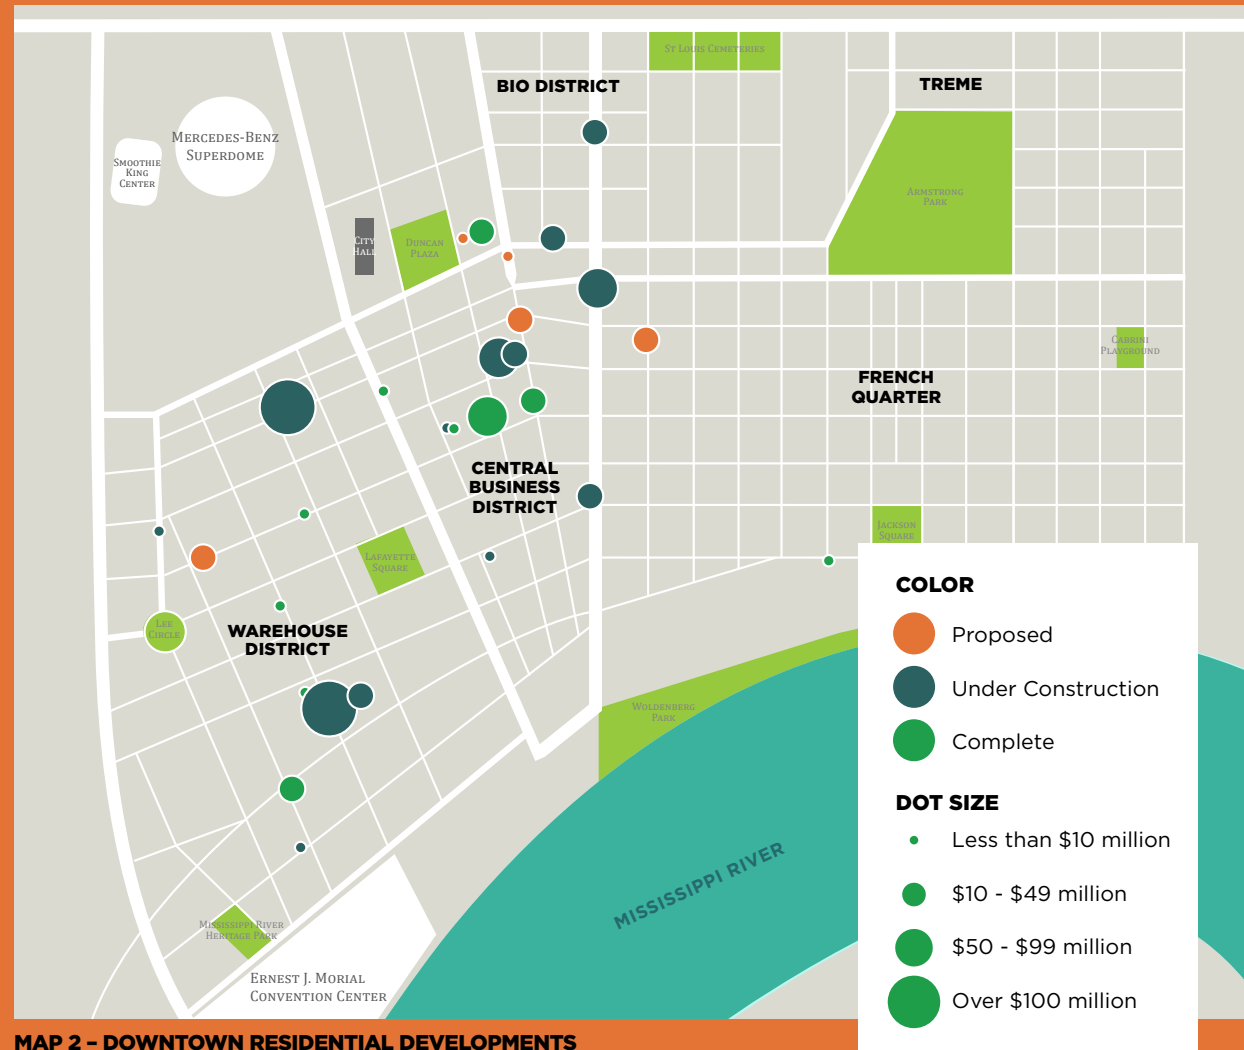 ST LOUIS CEMETERIES
BIO DISTRICT
TREME
MERCEDES-BENZ
SUPERDOME
SMOOTHIE
KING
CENTER
ARMSTRONG
PARK
CITY
HALL
DUNCAN
PLAZA
CABRINI
PLAYGROUND
FRENCH
QUARTER
CENTRAL
BUSINESS
DISTRICT
JACKSON
SQUARE
LAFAYETTE
SQUARE
LEE
CIRCLE
WAREHOUSE
DISTRICT
WOLDENBERG
PARK
MISSISSIPPI RIVER
MISSISSIPPI RIVER
HERITAGE PARK
ERNEST J. MORIAL
CONVENTION CENTER
COLOR
Proposed
Under Construction
Complete
DOT SIZE
Less than $10 million
$10 - $49 million
$50 - $99 million
Over $100 million
MAP 2 – DOWNTOWN RESIDENTIAL DEVELOPMENTS